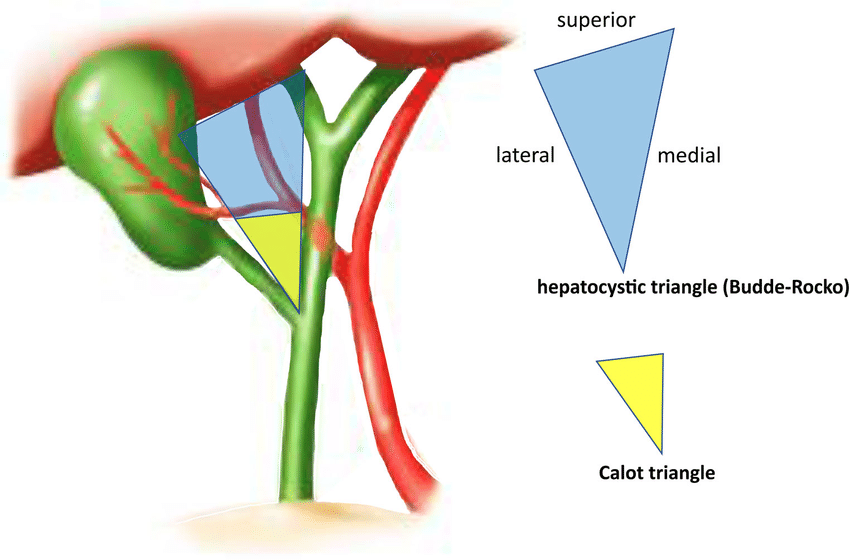 superior
lateral
medial
hepatocystic triangle (Budde-Rocko)
Calot triangle